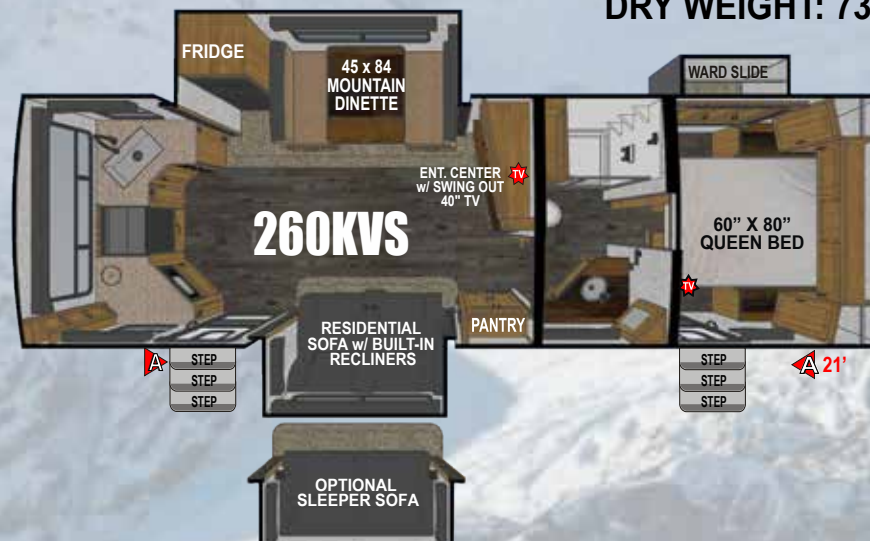 DRY WEIGHT: 73
FRIDGE
45 x 84
MOUNTAIN
DINETTE
WARD SLIDE
ENT. CENTER
w/ SWING OUT
40" TV
TV
260KVS
60” X 80”
QUEEN BED
TV
RESIDENTIAL
SOFA w/ BUILT-IN
RECLINERS
PANTRY
A
STEP
STEP
STEP
STEP
STEP
STEP
A 21’
OPTIONAL
SLEEPER SOFA